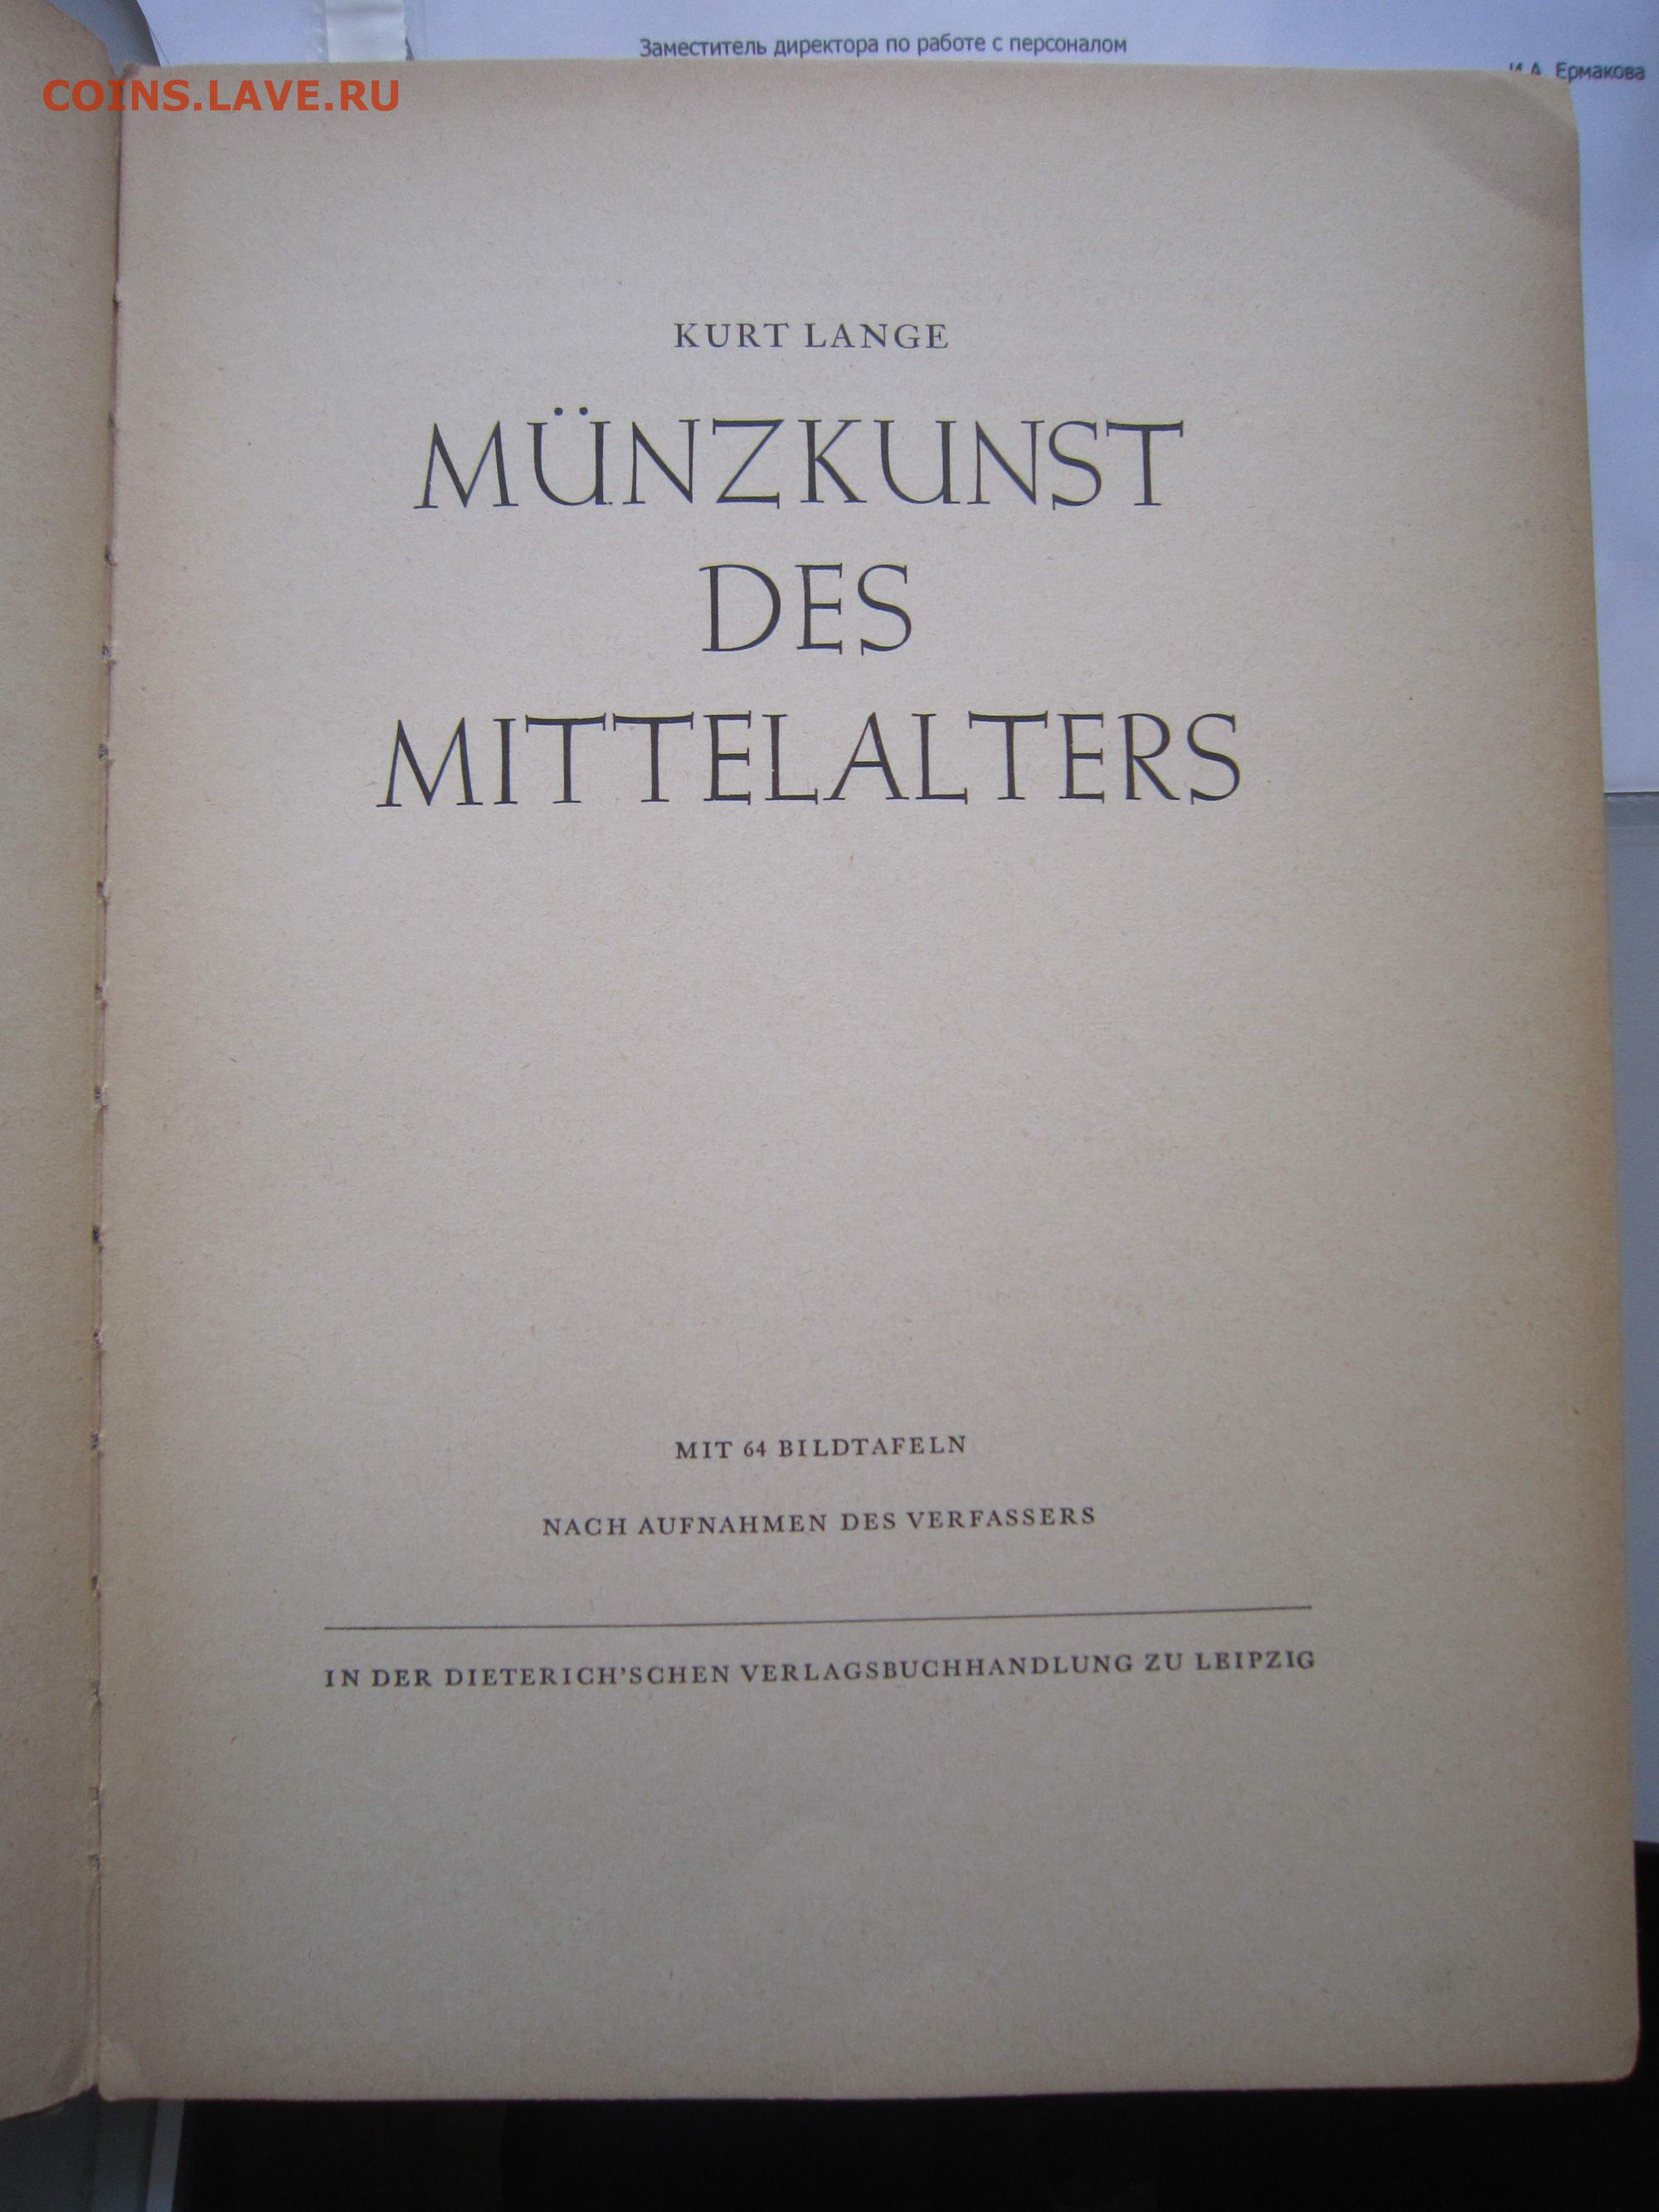 Заместитель директора по работе с персоналом
И.А. Ермакова
COINS.LAVE.RU
KURT LANGE
MÜNZKUNST
DES
MITTELALTERS
MIT 64 BILDTAFELN
NACH AUFNAHMEN DES VERFASSERS
IN DER DIETERICH'SCHEN VERLAGSBUCHHANDLUNG ZU LEIPZIG